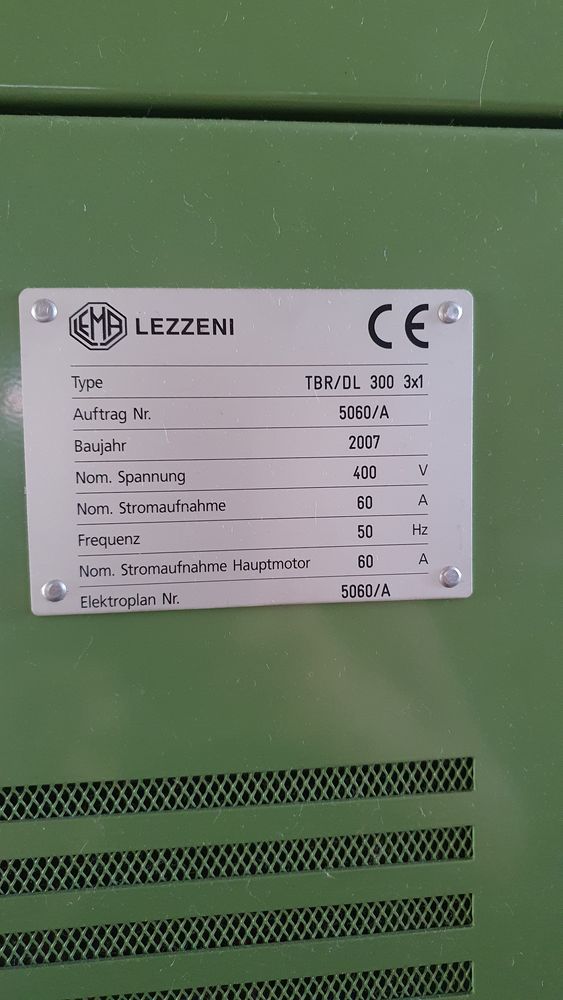 LEMA LEZZENI CE
Type TBR/DL 300 3x1
Auftrag Nr. 5060/A
Baujahr 2007
Nom. Spannung 400 V
Nom. Stromaufnahme 60 A
Frequenz 50 Hz
Nom. Stromaufnahme Hauptmotor 60 A
Elektroplan Nr. 5060/A